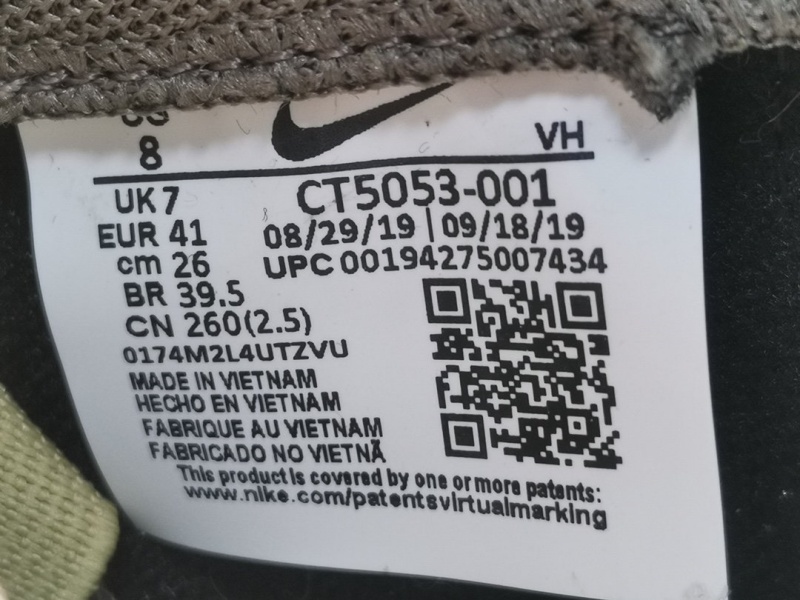 US
8
VH
UK 7
CT5053-001
EUR 41
08/29/19 | 09/18/19
cm 26
UPC 00194275007434
BR 39.5
CN 260(2.5)
0174M2L4UTZVU
MADE IN VIETNAM
HECHO EN VIETNAM
FABRIQUE AU VIETNAM
FABRICADO NO VIETNÃ
This product is covered by one or more patents:
www.nike.com/patentsvirtualmarking